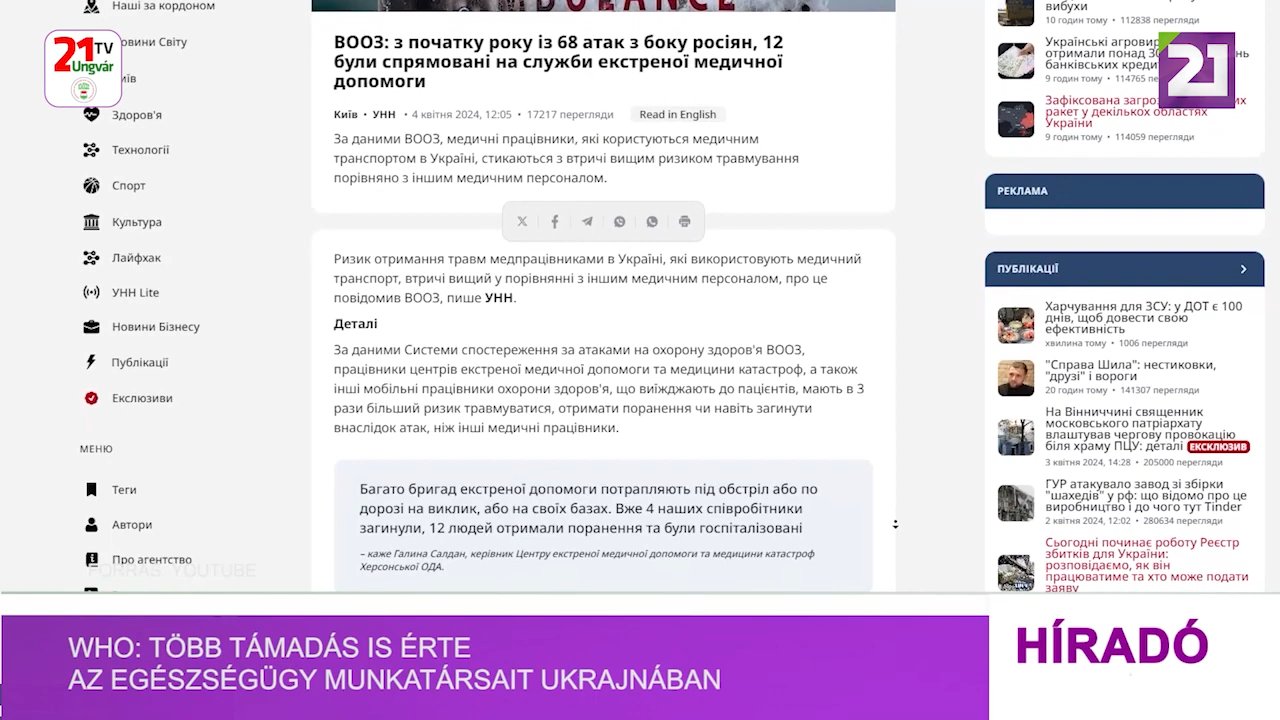 Наші за кордоном
Новини Світу
Київ
Здоров'я
Технології
Спорт
Культура
Лайфхак
УНН Lite
Новини Бізнесу
Публікації
Ексклюзиви
МЕНЮ
Теги
Автори
Про агентство
21 TV
Ungvár
ВООЗ: з початку року із 68 атак з боку росіян, 12
були спрямовані на служби екстреної медичної
допомоги
Київ • УНН • 4 квітня 2024, 12:05 • 17217 перегляди Read in English
За даними ВООЗ, медичні працівники, які користуються медичним
транспортом в Україні, стикаються з втричі вищим ризиком травмування
порівняно з іншим медичним персоналом.
Ризик отримання травм медпрацівниками в Україні, які використовують медичний
транспорт, втричі вищий у порівнянні з іншим медичним персоналом, про це
повідомив ВООЗ, пише УНН.
Деталі
За даними Системи спостереження за атаками на охорону здоров'я ВООЗ,
працівники центрів екстреної медичної допомоги та медицини катастроф, а також
інші мобільні працівники охорони здоров'я, що виїжджають до пацієнтів, мають в 3
рази більший ризик травмуватися, отримати поранення чи навіть загинути
внаслідок атак, ніж інші медичні працівники.
Багато бригад екстреної допомоги потрапляють під обстріл або по
дорозі на виклик, або на своїх базах. Вже 4 наших співробітники
загинули, 12 людей отримали поранення та були госпіталізовані
– каже Галина Салдан, керівник Центру екстреної медичної допомоги та медицини катастроф
Херсонської ОДА.
вибухи
10 годин тому • 112838 перегляди
Українські агровир
отримали понад 30 нь
банківських креди
9 годин тому • 114765 пе
Зафіксована загроз их
ракет у декількох областях
України
9 годин тому • 114059 перегляди
21
РЕКЛАМА
ПУБЛІКАЦІЇ
Харчування для ЗСУ: у ДОТ є 100
днів, щоб довести свою
ефективність
хвилина тому • 1006 перегляди
"Справа Шила": нестиковки,
"друзі" і вороги
20 годин тому • 141307 перегляди
На Вінниччині священник
московського патріархату
влаштував чергову провокацію
біля храму ПЦУ: деталі ЕКСКЛЮЗИВ
3 квітня 2024, 14:28 • 205000 перегляди
ГУР атакувало завод зі збірки
"шахедів" у рф: що відомо про це
виробництво і до чого тут Tinder
2 квітня 2024, 12:02 • 280634 перегляди
Сьогодні починає роботу Реєстр
збитків для України:
розповідаємо, як він
працюватиме та хто може подати
заяву
FORRÁS: YOUTUBE
WHO: TÖBB TÁMADÁS IS ÉRTE
AZ EGÉSZSÉGÜGY MUNKATÁRSAIT UKRAJNÁBAN
HÍRADÓ